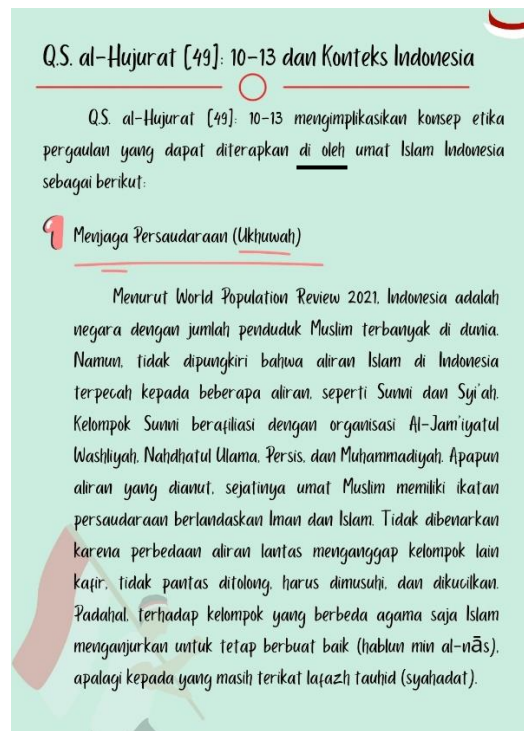 Q.S. al-Hujurat [49]: 10-13 dan Konteks Indonesia
Q.S. al-Hujurat [49]: 10-13 mengimplikasikan konsep etika
pergaulan yang dapat diterapkan di oleh umat Islam Indonesia
sebagai berikut:
1 Menjaga Persaudaraan (Ukhuwah)
Menurut World Population Review 2021, Indonesia adalah
negara dengan jumlah penduduk Muslim terbanyak di dunia.
Namun, tidak dipungkiri bahwa aliran Islam di Indonesia
terpecah kepada beberapa aliran, seperti Sunni dan Syi'ah.
Kelompok Sunni berafiliasi dengan organisasi Al-Jam'iyatul
Washliyah, Nahdhatul Ulama, Persis, dan Muhammadiyah. Apapun
aliran yang dianut, sejatinya umat Muslim memiliki ikatan
persaudaraan berlandaskan Iman dan Islam. Tidak dibenarkan
karena perbedaan aliran lantas menganggap kelompok lain
kafir, tidak pantas ditolong, harus dimusuhi, dan dikucilkan.
Padahal, terhadap kelompok yang berbeda agama saja Islam
menganjurkan untuk tetap berbuat baik (hablun min al-nās),
apalagi kepada yang masih terikat lafazh tauhid (syahadat).